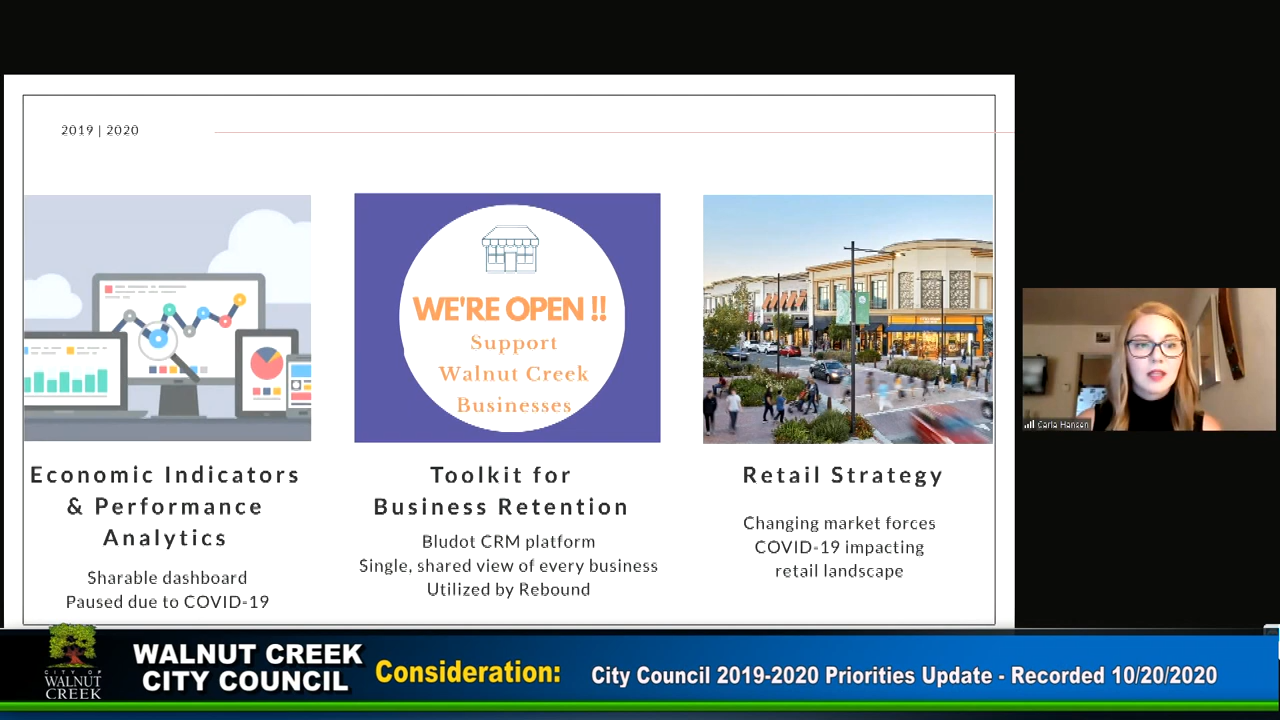 2019 | 2020
WE'RE OPEN !!
Support
Walnut Creek
Businesses
Economic Indicators
& Performance
Analytics
Sharable dashboard
Paused due to COVID-19
Toolkit for
Business Retention
Bludot CRM platform
Single, shared view of every business
Utilized by Rebound
Retail Strategy
Changing market forces
COVID-19 impacting
retail landscape
Carla Hansen
CITY OF
WALNUT
CREEK
WALNUT CREEK
CITY COUNCIL
Consideration:
City Council 2019-2020 Priorities Update - Recorded 10/20/2020